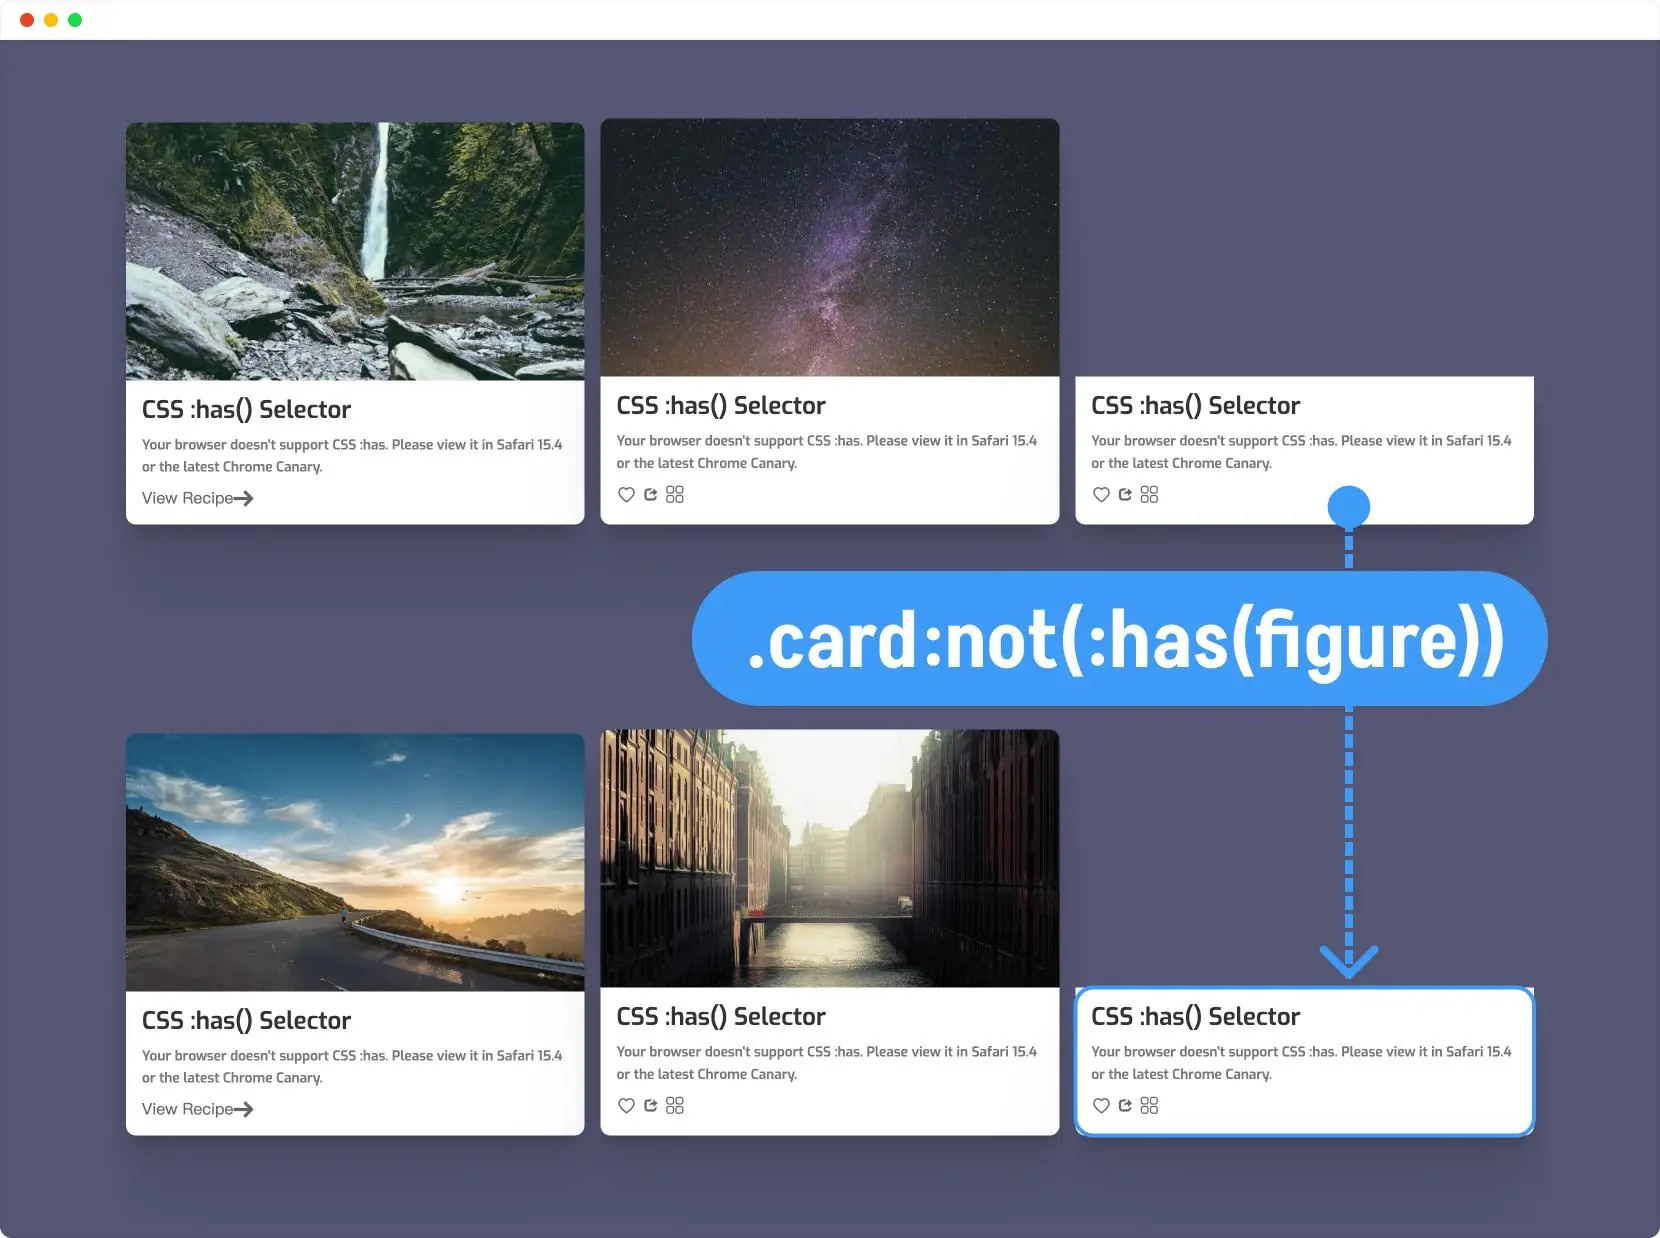 CSS :has() Selector
Your browser doesn't support CSS :has. Please view it in Safari 15.4
or the latest Chrome Canary.
View Recipe
CSS :has() Selector
Your browser doesn't support CSS :has. Please view it in Safari 15.4
or the latest Chrome Canary.
CSS :has() Selector
Your browser doesn't support CSS :has. Please view it in Safari 15.4
or the latest Chrome Canary.
.card:not(:has(figure))
CSS :has() Selector
Your browser doesn't support CSS :has. Please view it in Safari 15.4
or the latest Chrome Canary.
View Recipe
CSS :has() Selector
Your browser doesn't support CSS :has. Please view it in Safari 15.4
or the latest Chrome Canary.
CSS :has() Selector
Your browser doesn't support CSS :has. Please view it in Safari 15.4
or the latest Chrome Canary.